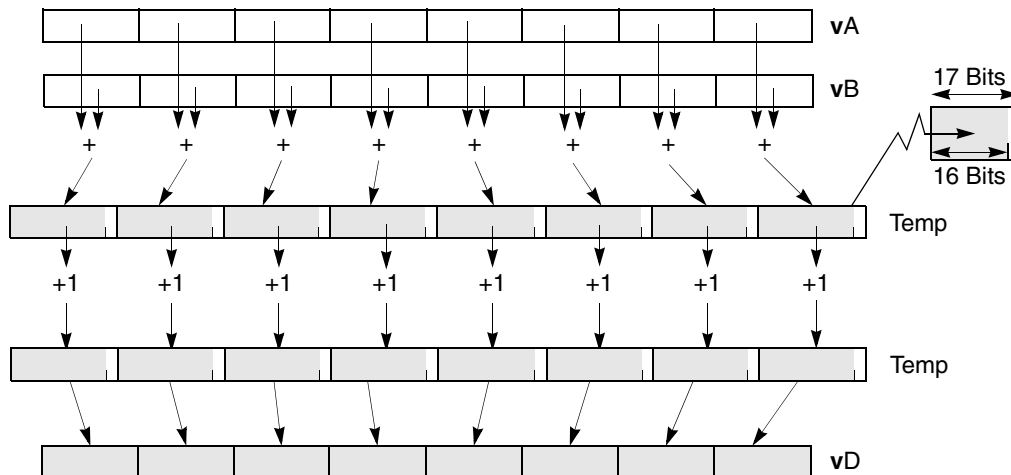 vA
vB
17 Bits
+ + + + + + + +
16 Bits
Temp
+1 +1 +1 +1 +1 +1 +1 +1
Temp
vD